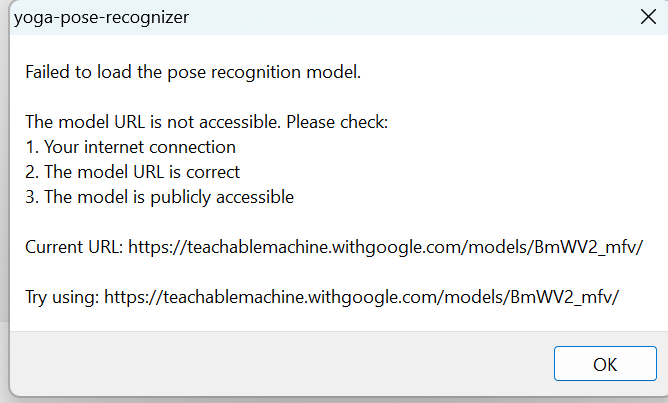 yoga-pose-recognizer
Failed to load the pose recognition model.
The model URL is not accessible. Please check:
1. Your internet connection
2. The model URL is correct
3. The model is publicly accessible
Current URL: https://teachablemachine.withgoogle.com/models/BmWV2_mfv/
Try using: https://teachablemachine.withgoogle.com/models/BmWV2_mfv/
OK